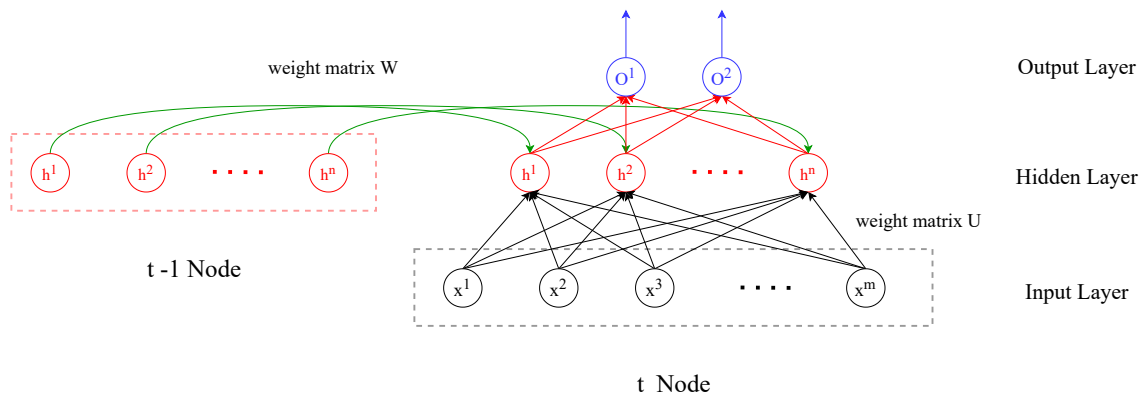 weight matrix W
O¹ O² Output Layer
h¹ h² . . . . hⁿ h¹ h² . . . . hⁿ Hidden Layer
weight matrix U
t -1 Node
x¹ x² x³ . . . . xᵐ Input Layer
t Node